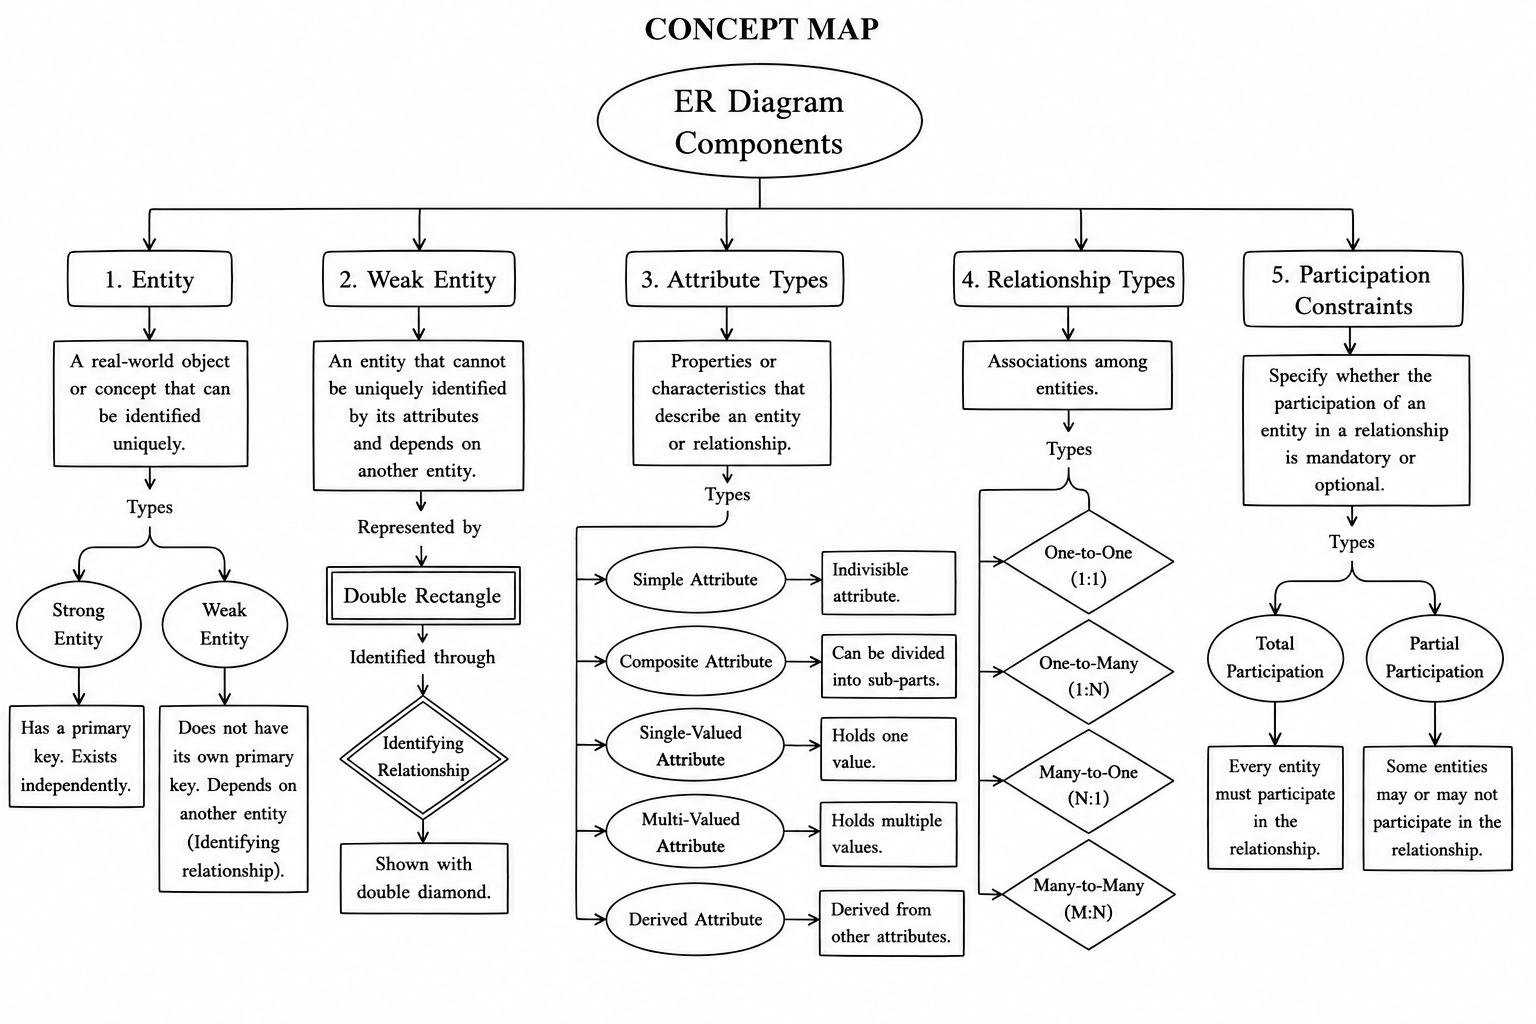 CONCEPT MAP
ER Diagram
Components
1. Entity
A real-world object
or concept that can
be identified
uniquely.
Types
Strong
Entity
Has a primary
key. Exists
independently.
Weak
Entity
Does not have
its own primary
key. Depends on
another entity
(Identifying
relationship).
2. Weak Entity
An entity that cannot
be uniquely identified
by its attributes
and depends on
another entity.
Represented by
Double Rectangle
Identified through
Identifying
Relationship
Shown with
double diamond.
3. Attribute Types
Properties or
characteristics that
describe an entity
or relationship.
Types
Simple Attribute
Indivisible
attribute.
Composite Attribute
Can be divided
into sub-parts.
Single-Valued
Attribute
Holds one
value.
Multi-Valued
Attribute
Holds multiple
values.
Derived Attribute
Derived from
other attributes.
4. Relationship Types
Associations among
entities.
Types
One-to-One
(1:1)
One-to-Many
(1:N)
Many-to-One
(N:1)
Many-to-Many
(M:N)
5. Participation
Constraints
Specify whether the
participation of an
entity in a relationship
is mandatory or
optional.
Types
Total
Participation
Every entity
must participate
in the
relationship.
Partial
Participation
Some entities
may or may not
participate in the
relationship.